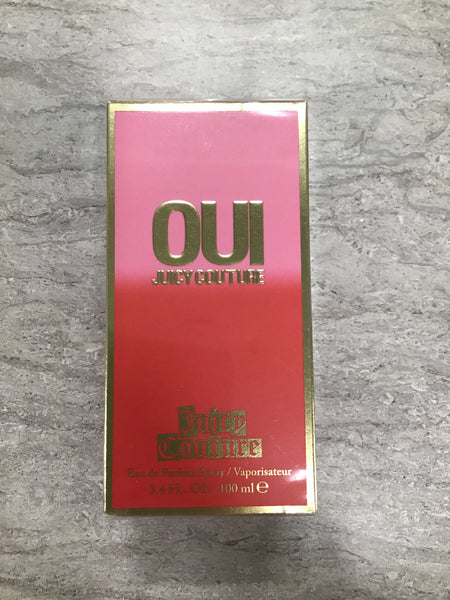 OUI
JUICY COUTURE
Juicy
Couture
Eau de Parfum Spray / Vaporisateur
3.4 FL. OZ. 100 ml ℮